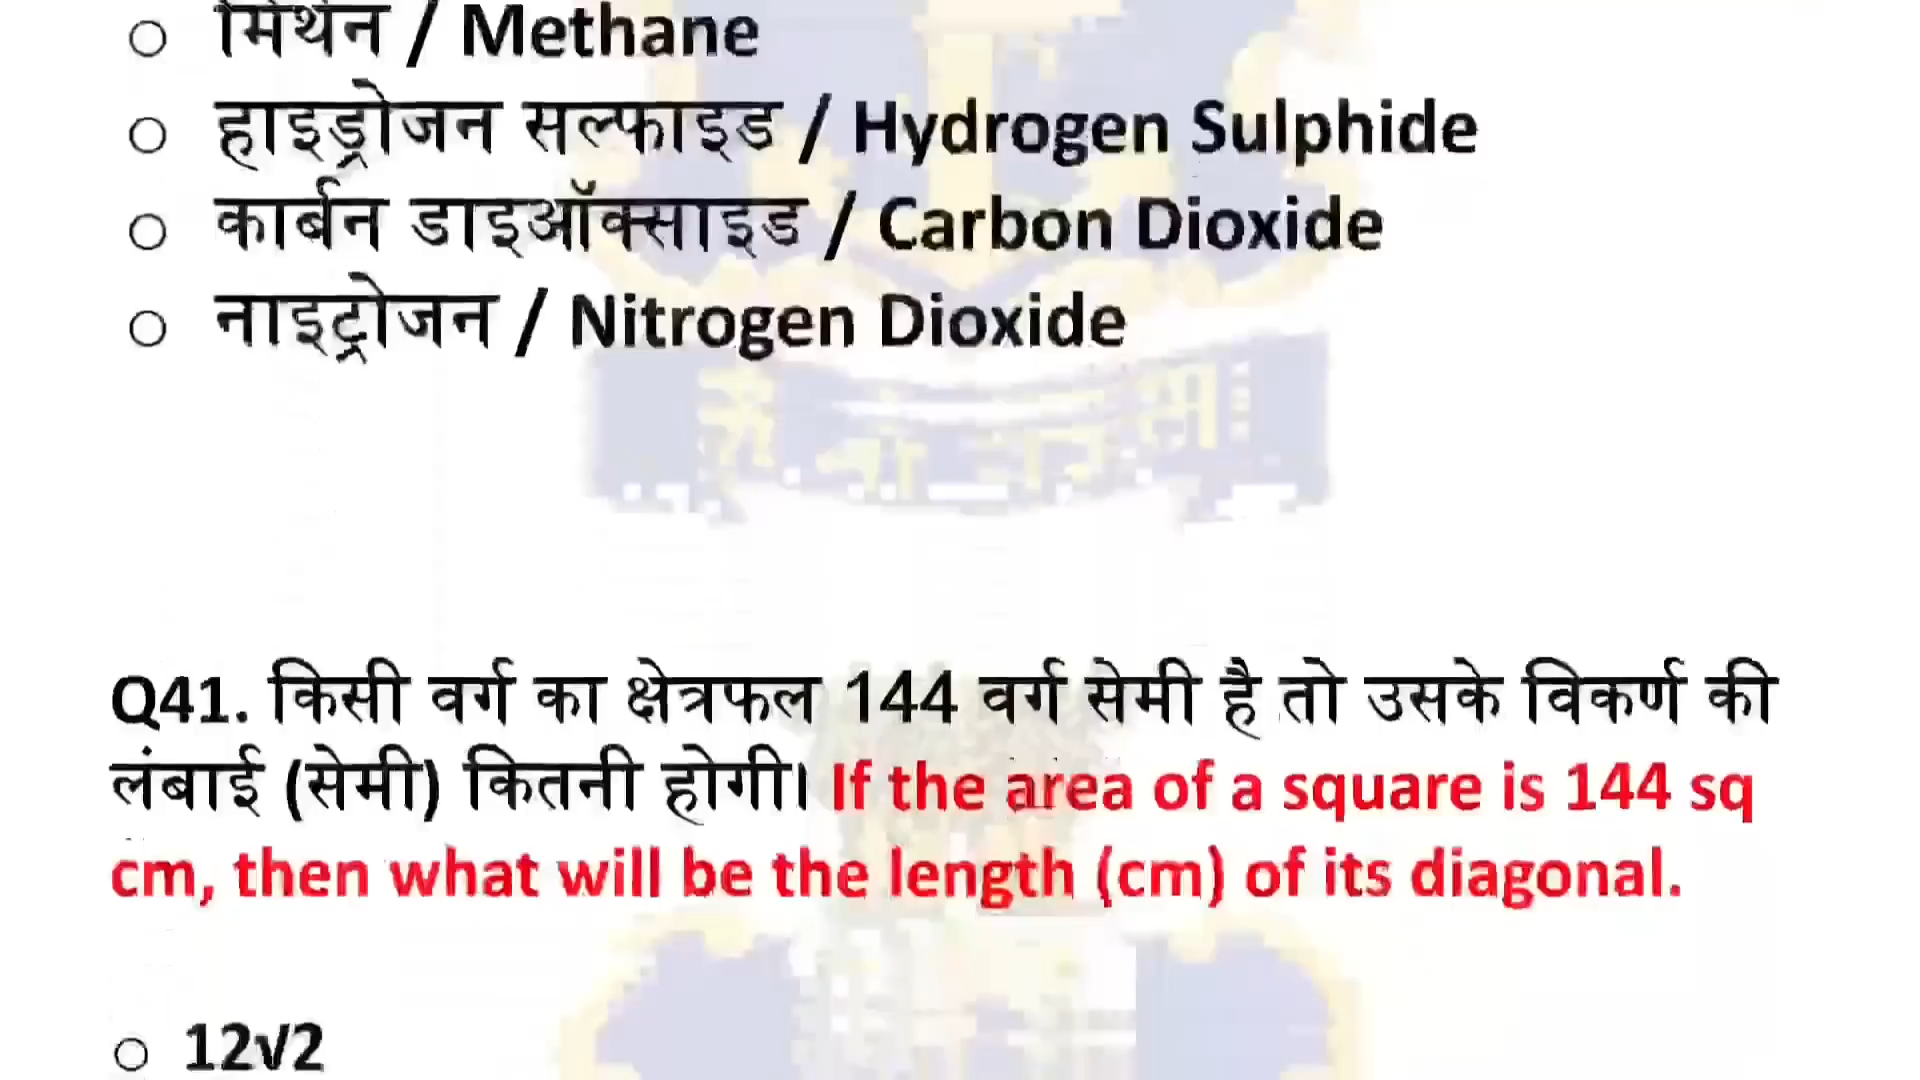 ○ मिथेन / Methane
○ हाइड्रोजन सल्फाइड / Hydrogen Sulphide
○ कार्बन डाइऑक्साइड / Carbon Dioxide
○ नाइट्रोजन / Nitrogen Dioxide
Q41. किसी वर्ग का क्षेत्रफल 144 वर्ग सेमी है तो उसके विकर्ण की
लंबाई (सेमी) कितनी होगी। If the area of a square is 144 sq
cm, then what will be the length (cm) of its diagonal.
○ 12√2